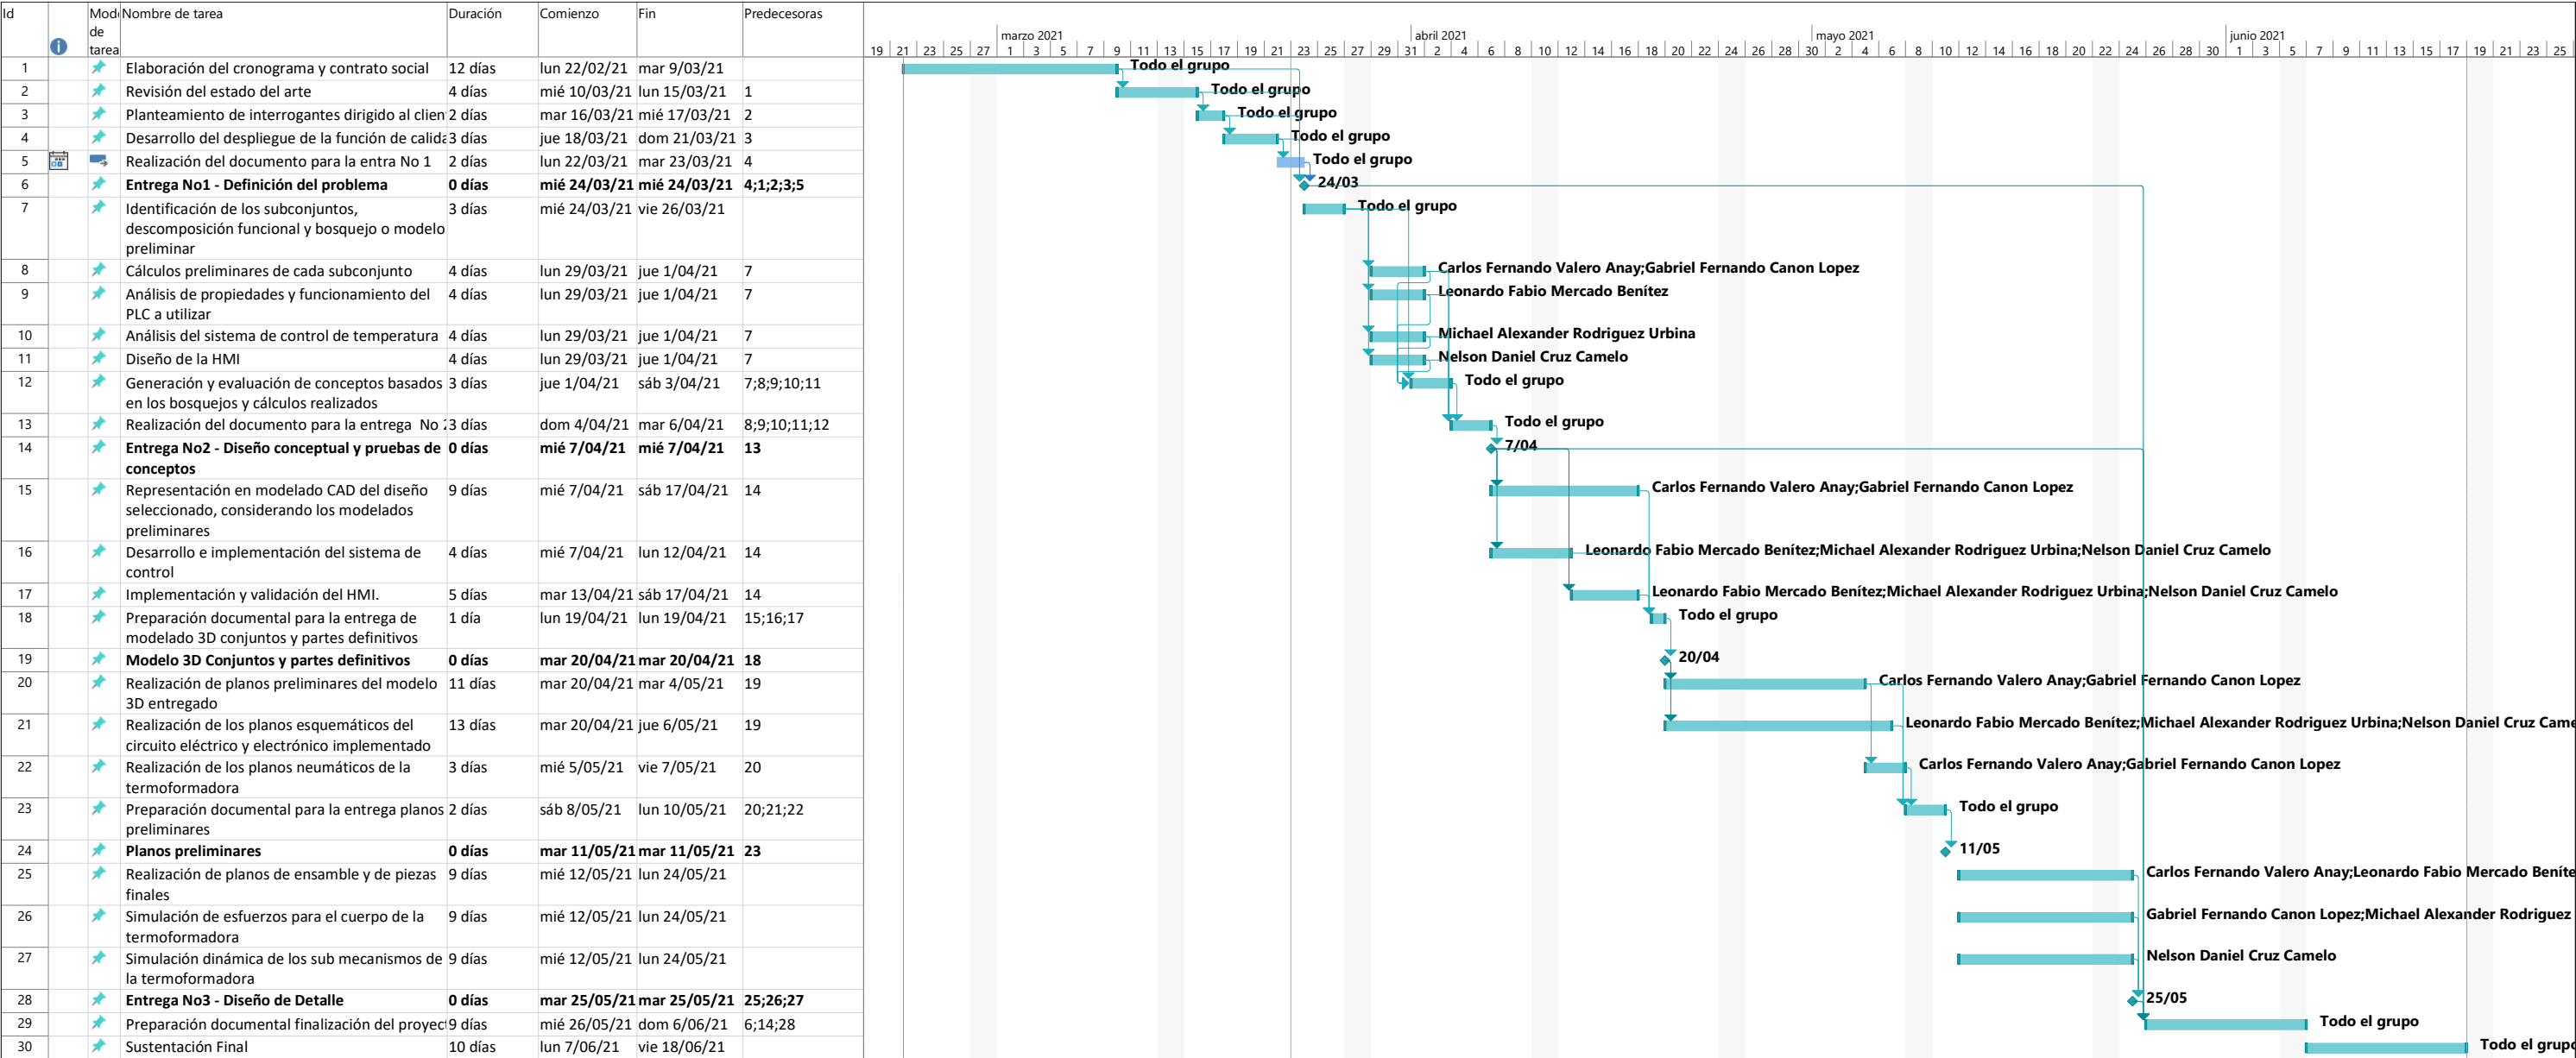 Id Modo de tarea Nombre de tarea Duración Comienzo Fin Predecesoras
marzo 2021 abril 2021 mayo 2021 junio 2021
19 21 23 25 27 1 3 5 7 9 11 13 15 17 19 21 23 25 27 29 31 2 4 6 8 10 12 14 16 18 20 22 24 26 28 30 2 4 6 8 10 12 14 16 18 20 22 24 26 28 30 1 3 5 7 9 11 13 15 17 19 21 23 25
1 Elaboración del cronograma y contrato social 12 días lun 22/02/21 mar 9/03/21 Todo el grupo
2 Revisión del estado del arte 4 días mié 10/03/21 lun 15/03/21 1 Todo el grupo
3 Planteamiento de interrogantes dirigido al clien 2 días mar 16/03/21 mié 17/03/21 2 Todo el grupo
4 Desarrollo del despliegue de la función de calida 3 días jue 18/03/21 dom 21/03/21 3 Todo el grupo
5 Realización del documento para la entra No 1 2 días lun 22/03/21 mar 23/03/21 4 Todo el grupo
6 Entrega No1 - Definición del problema 0 días mié 24/03/21 mié 24/03/21 4;1;2;3;5 24/03
7 Identificación de los subconjuntos, 3 días mié 24/03/21 vie 26/03/21 Todo el grupo
descomposición funcional y bosquejo o modelo
preliminar
8 Cálculos preliminares de cada subconjunto 4 días lun 29/03/21 jue 1/04/21 7 Carlos Fernando Valero Anay;Gabriel Fernando Canon Lopez
9 Análisis de propiedades y funcionamiento del 4 días lun 29/03/21 jue 1/04/21 7 Leonardo Fabio Mercado Benítez
PLC a utilizar
10 Análisis del sistema de control de temperatura 4 días lun 29/03/21 jue 1/04/21 7 Michael Alexander Rodriguez Urbina
11 Diseño de la HMI 4 días lun 29/03/21 jue 1/04/21 7 Nelson Daniel Cruz Camelo
12 Generación y evaluación de conceptos basados 3 días jue 1/04/21 sáb 3/04/21 7;8;9;10;11 Todo el grupo
en los bosquejos y cálculos realizados
13 Realización del documento para la entrega No 2 3 días dom 4/04/21 mar 6/04/21 8;9;10;11;12 Todo el grupo
14 Entrega No2 - Diseño conceptual y pruebas de 0 días mié 7/04/21 mié 7/04/21 13 7/04
conceptos
15 Representación en modelado CAD del diseño 9 días mié 7/04/21 sáb 17/04/21 14 Carlos Fernando Valero Anay;Gabriel Fernando Canon Lopez
seleccionado, considerando los modelados
preliminares
16 Desarrollo e implementación del sistema de 4 días mié 7/04/21 lun 12/04/21 14 Leonardo Fabio Mercado Benítez;Michael Alexander Rodriguez Urbina;Nelson Daniel Cruz Camelo
control
17 Implementación y validación del HMI. 5 días mar 13/04/21 sáb 17/04/21 14 Leonardo Fabio Mercado Benítez;Michael Alexander Rodriguez Urbina;Nelson Daniel Cruz Camelo
18 Preparación documental para la entrega de 1 día lun 19/04/21 lun 19/04/21 15;16;17 Todo el grupo
modelado 3D conjuntos y partes definitivos
19 Modelo 3D Conjuntos y partes definitivos 0 días mar 20/04/21 mar 20/04/21 18 20/04
20 Realización de planos preliminares del modelo 11 días mar 20/04/21 mar 4/05/21 19 Carlos Fernando Valero Anay;Gabriel Fernando Canon Lopez
3D entregado
21 Realización de los planos esquemáticos del 13 días mar 20/04/21 jue 6/05/21 19 Leonardo Fabio Mercado Benítez;Michael Alexander Rodriguez Urbina;Nelson Daniel Cruz Came
circuito eléctrico y electrónico implementado
22 Realización de los planos neumáticos de la 3 días mié 5/05/21 vie 7/05/21 20 Carlos Fernando Valero Anay;Gabriel Fernando Canon Lopez
termoformadora
23 Preparación documental para la entrega planos 2 días sáb 8/05/21 lun 10/05/21 20;21;22 Todo el grupo
preliminares
24 Planos preliminares 0 días mar 11/05/21 mar 11/05/21 23 11/05
25 Realización de planos de ensamble y de piezas 9 días mié 12/05/21 lun 24/05/21 Carlos Fernando Valero Anay;Leonardo Fabio Mercado Beníte
finales
26 Simulación de esfuerzos para el cuerpo de la 9 días mié 12/05/21 lun 24/05/21 Gabriel Fernando Canon Lopez;Michael Alexander Rodriguez
termoformadora
27 Simulación dinámica de los sub mecanismos de 9 días mié 12/05/21 lun 24/05/21 Nelson Daniel Cruz Camelo
la termoformadora
28 Entrega No3 - Diseño de Detalle 0 días mar 25/05/21 mar 25/05/21 25;26;27 25/05
29 Preparación documental finalización del proyect 9 días mié 26/05/21 dom 6/06/21 6;14;28 Todo el grupo
30 Sustentación Final 10 días lun 7/06/21 vie 18/06/21 Todo el grupo